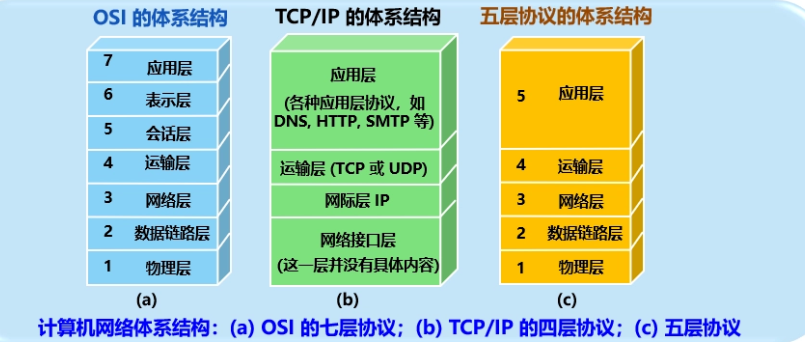 OSI 的体系结构
TCP/IP 的体系结构
五层协议的体系结构
7 应用层
6 表示层
5 会话层
4 运输层
3 网络层
2 数据链路层
1 物理层
(a)
应用层
(各种应用层协议，如
DNS, HTTP, SMTP 等)
运输层 (TCP 或 UDP)
网际层 IP
网络接口层
(这一层并没有具体内容)
(b)
5 应用层
4 运输层
3 网络层
2 数据链路层
1 物理层
(c)
计算机网络体系结构：(a) OSI 的七层协议；(b) TCP/IP 的四层协议；(c) 五层协议